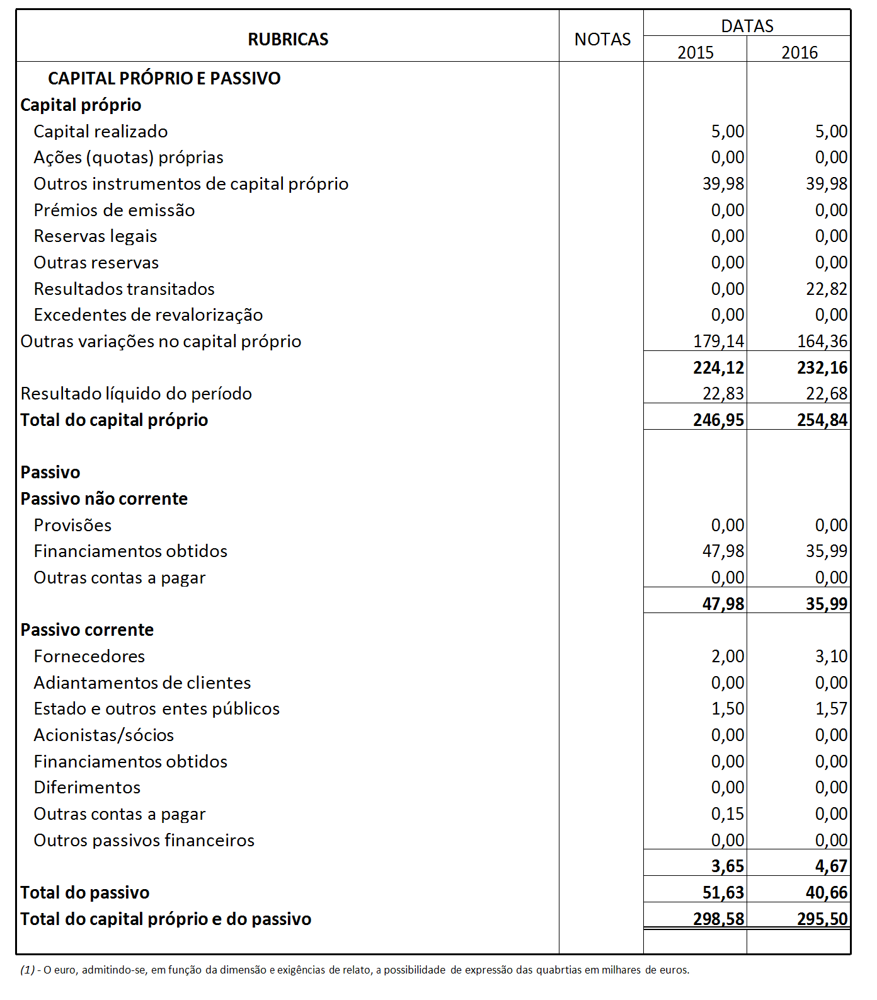 RUBRICAS NOTAS DATAS
2015 2016
CAPITAL PRÓPRIO E PASSIVO
Capital próprio
Capital realizado 5,00 5,00
Ações (quotas) próprias 0,00 0,00
Outros instrumentos de capital próprio 39,98 39,98
Prémios de emissão 0,00 0,00
Reservas legais 0,00 0,00
Outras reservas 0,00 0,00
Resultados transitados 0,00 22,82
Excedentes de revalorização 0,00 0,00
Outras variações no capital próprio 179,14 164,36
224,12 232,16
Resultado líquido do período 22,83 22,68
Total do capital próprio 246,95 254,84
Passivo
Passivo não corrente
Provisões 0,00 0,00
Financiamentos obtidos 47,98 35,99
Outras contas a pagar 0,00 0,00
47,98 35,99
Passivo corrente
Fornecedores 2,00 3,10
Adiantamentos de clientes 0,00 0,00
Estado e outros entes públicos 1,50 1,57
Acionistas/sócios 0,00 0,00
Financiamentos obtidos 0,00 0,00
Diferimentos 0,00 0,00
Outras contas a pagar 0,15 0,00
Outros passivos financeiros 0,00 0,00
3,65 4,67
Total do passivo 51,63 40,66
Total do capital próprio e do passivo 298,58 295,50
(1) - O euro, admitindo-se, em função da dimensão e exigências de relato, a possibilidade de expressão das quabrtias em milhares de euros.